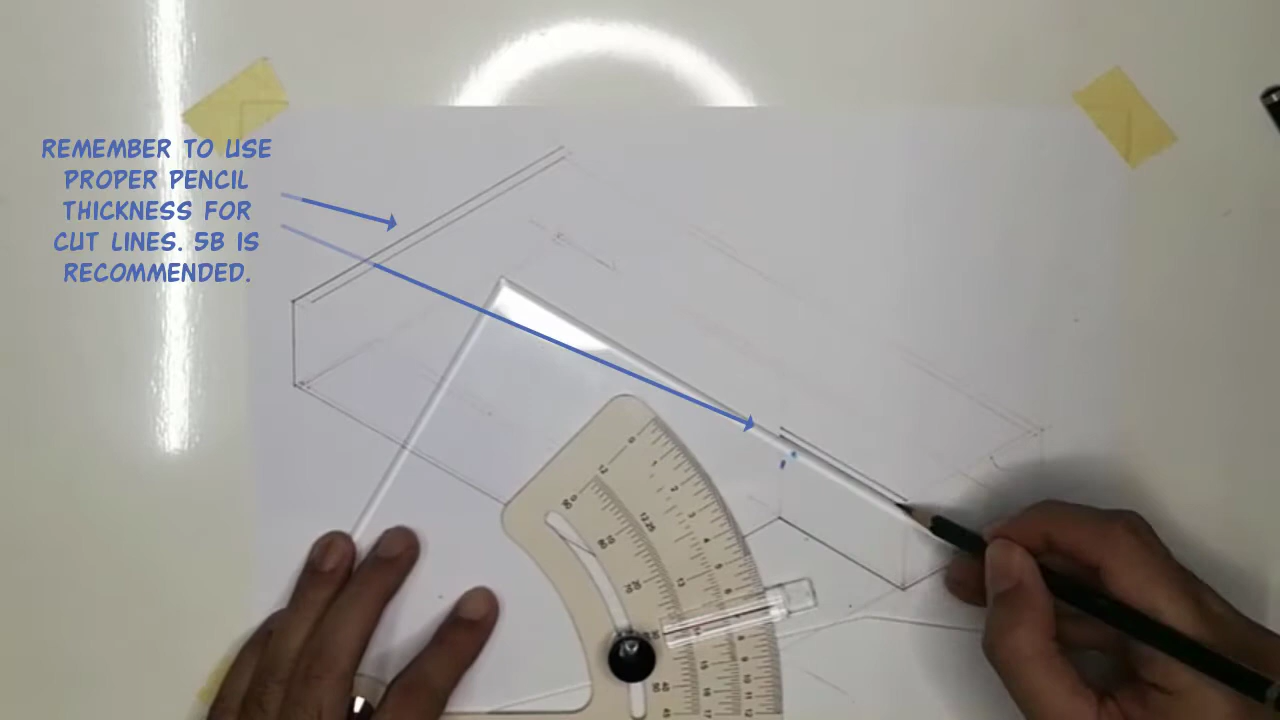 REMEMBER TO USE
PROPER PENCIL
THICKNESS FOR
CUT LINES. 5B IS
RECOMMENDED.